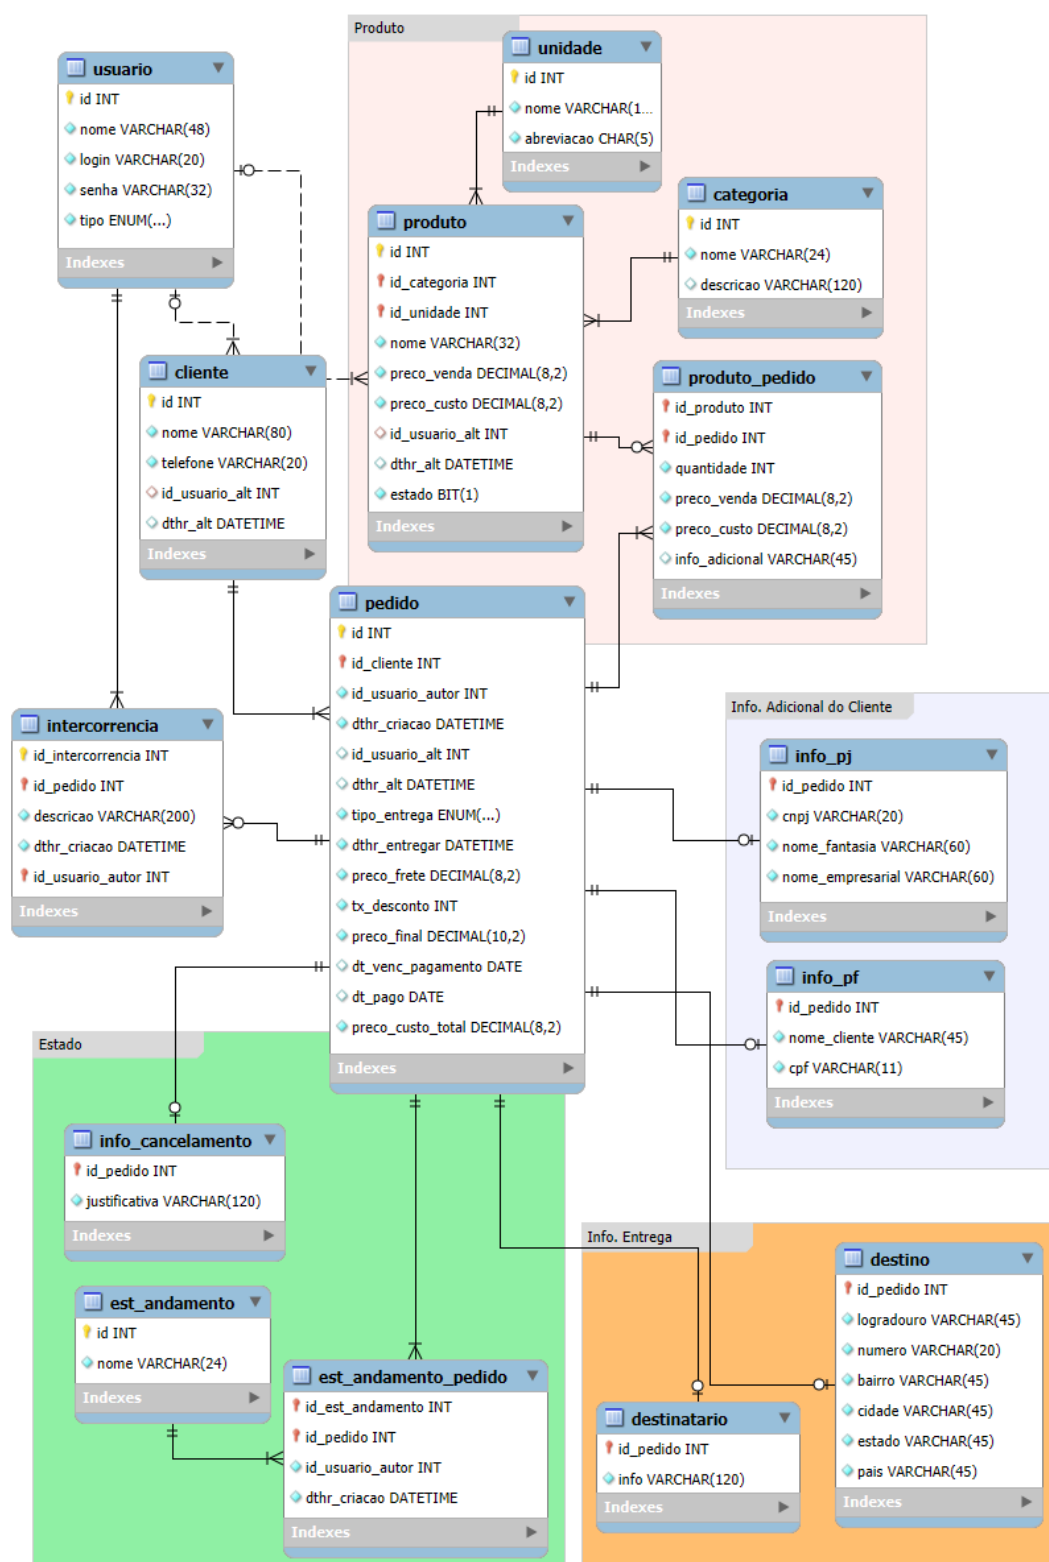 usuario
id INT
nome VARCHAR(48)
login VARCHAR(20)
senha VARCHAR(32)
tipo ENUM(...)
Indexes
Produto
unidade
id INT
nome VARCHAR(1...
abreviacao CHAR(5)
Indexes
categoria
id INT
nome VARCHAR(24)
descricao VARCHAR(120)
Indexes
produto
id INT
id_categoria INT
id_unidade INT
nome VARCHAR(32)
preco_venda DECIMAL(8,2)
preco_custo DECIMAL(8,2)
id_usuario_alt INT
dthr_alt DATETIME
estado BIT(1)
Indexes
produto_pedido
id_produto INT
id_pedido INT
quantidade INT
preco_venda DECIMAL(8,2)
preco_custo DECIMAL(8,2)
info_adicional VARCHAR(45)
Indexes
cliente
id INT
nome VARCHAR(80)
telefone VARCHAR(20)
id_usuario_alt INT
dthr_alt DATETIME
Indexes
pedido
id INT
id_cliente INT
id_usuario_autor INT
dthr_criacao DATETIME
id_usuario_alt INT
dthr_alt DATETIME
tipo_entrega ENUM(...)
dthr_entregar DATETIME
preco_frete DECIMAL(8,2)
tx_desconto INT
preco_final DECIMAL(10,2)
dt_venc_pagamento DATE
dt_pago DATE
preco_custo_total DECIMAL(8,2)
Indexes
intercorrencia
id_intercorrencia INT
id_pedido INT
descricao VARCHAR(200)
dthr_criacao DATETIME
id_usuario_autor INT
Indexes
Info. Adicional do Cliente
info_pj
id_pedido INT
cnpj VARCHAR(20)
nome_fantasia VARCHAR(60)
nome_empresarial VARCHAR(60)
Indexes
info_pf
id_pedido INT
nome_cliente VARCHAR(45)
cpf VARCHAR(11)
Indexes
Estado
info_cancelamento
id_pedido INT
justificativa VARCHAR(120)
Indexes
est_andamento
id INT
nome VARCHAR(24)
Indexes
est_andamento_pedido
id_est_andamento INT
id_pedido INT
id_usuario_autor INT
dthr_criacao DATETIME
Indexes
Info. Entrega
destinatario
id_pedido INT
info VARCHAR(120)
Indexes
destino
id_pedido INT
logradouro VARCHAR(45)
numero VARCHAR(20)
bairro VARCHAR(45)
cidade VARCHAR(45)
estado VARCHAR(45)
pais VARCHAR(45)
Indexes